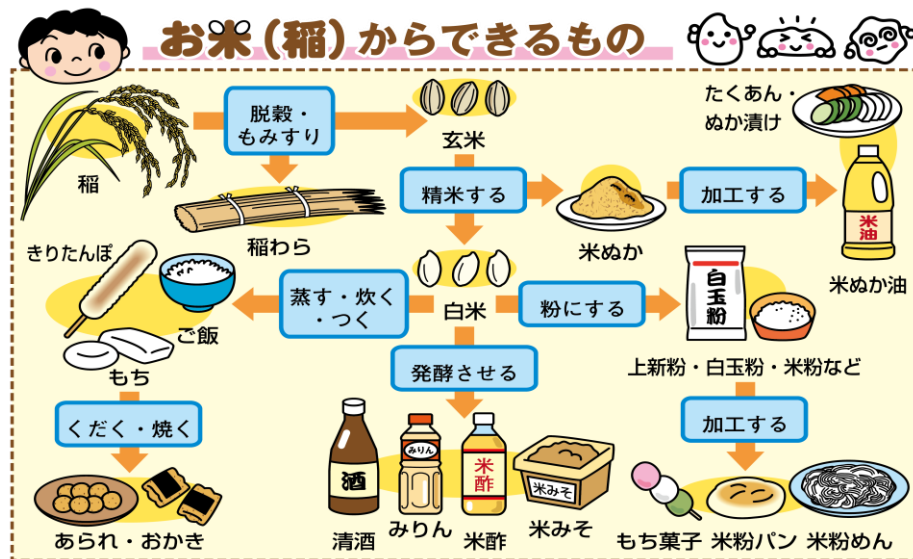 お米(稲)からできるもの
稲
脱穀・
もみすり
稲わら
玄米
精米する
米ぬか
加工する
たくあん・
ぬか漬け
米油
米ぬか油
白米
蒸す・炊く
・つく
きりたんぽ
ご飯
もち
くだく・焼く
あられ・おかき
発酵させる
酒
清酒
みりん
みりん
米酢
米酢
米みそ
米みそ
粉にする
白玉粉
上新粉・白玉粉・米粉など
加工する
もち菓子
米粉パン
米粉めん